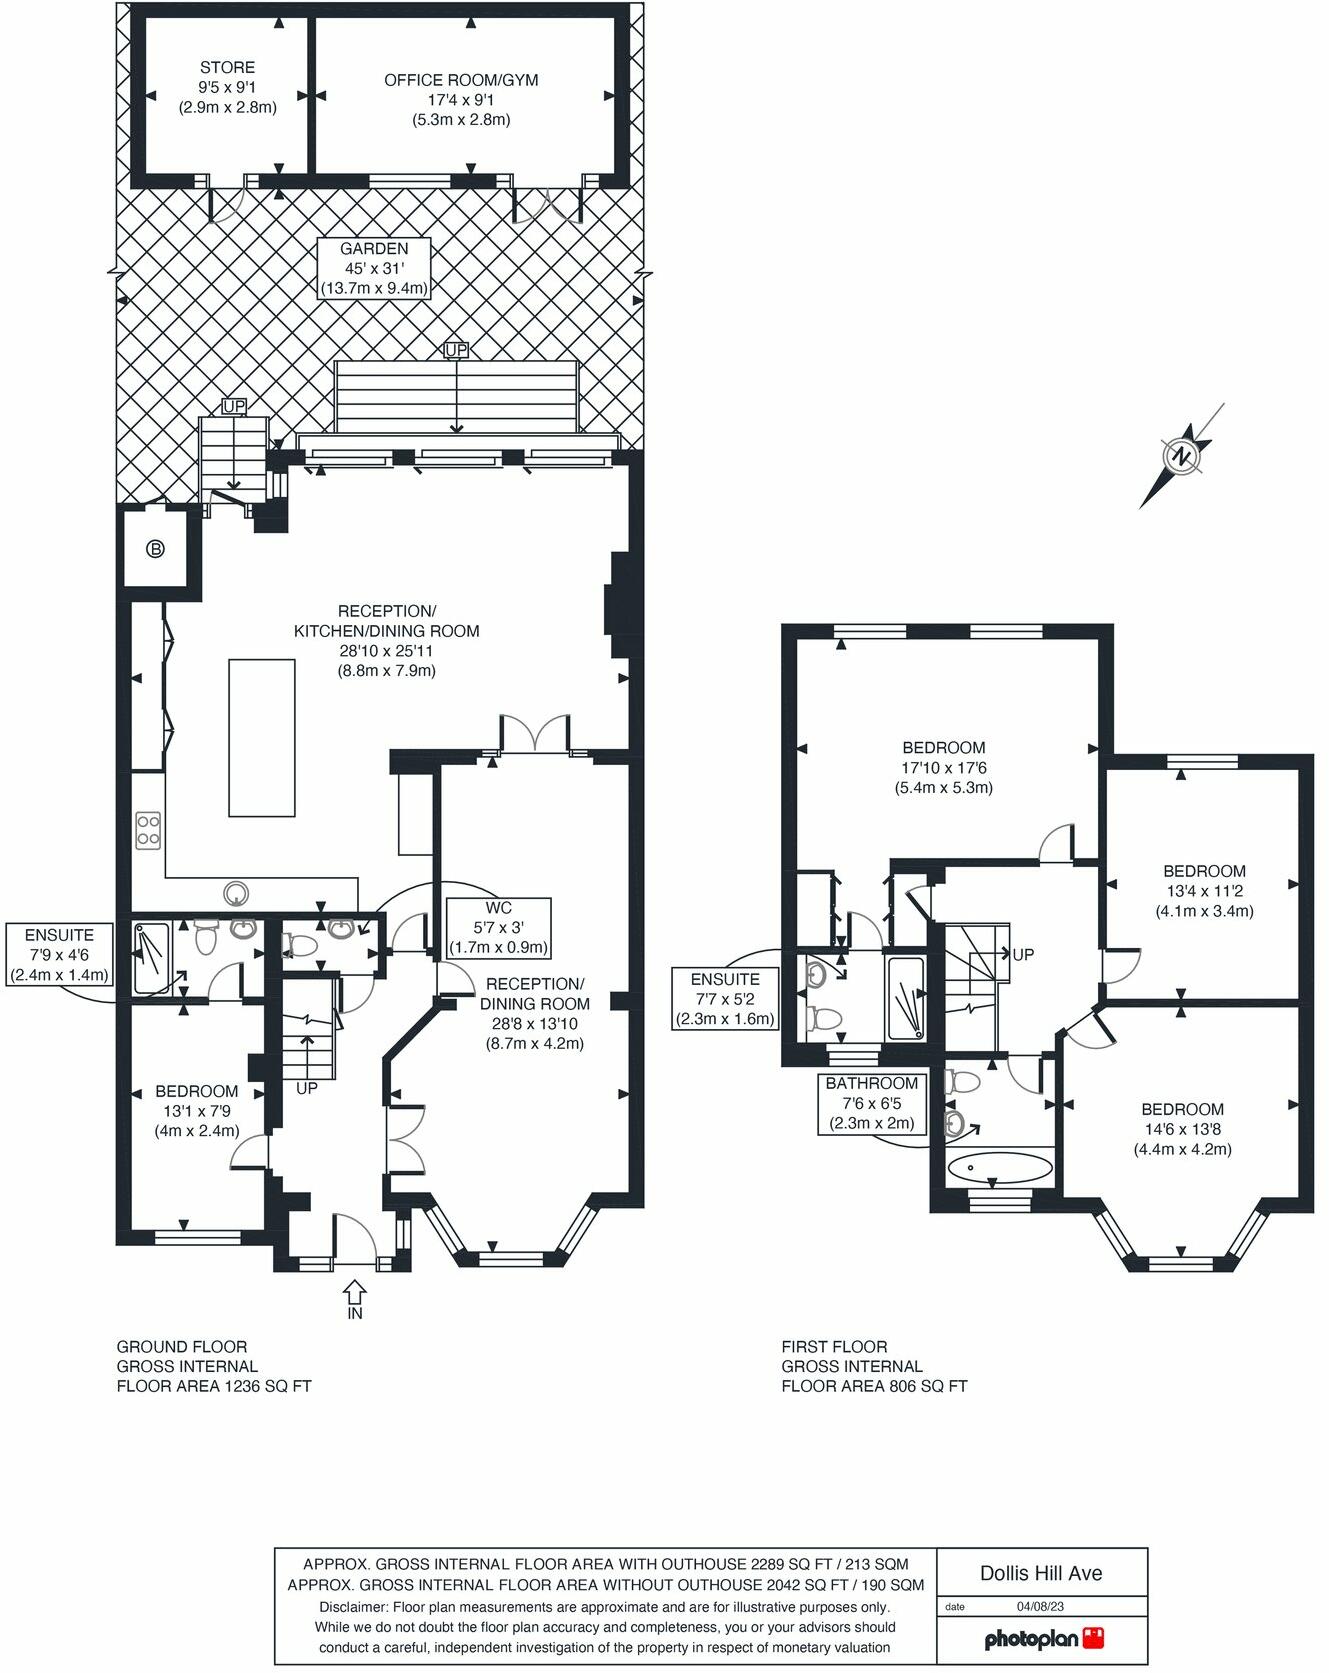 STORE
9'5 x 9'1
(2.9m x 2.8m)
OFFICE ROOM/GYM
17'4 x 9'1
(5.3m x 2.8m)
GARDEN
45' x 31'
(13.7m x 9.4m)
UP
UP
N
B
RECEPTION/
KITCHEN/DINING ROOM
28'10 x 25'11
(8.8m x 7.9m)
BEDROOM
17'10 x 17'6
(5.4m x 5.3m)
BEDROOM
13'4 x 11'2
(4.1m x 3.4m)
WC
5'7 x 3'
(1.7m x 0.9m)
ENSUITE
7'9 x 4'6
(2.4m x 1.4m)
RECEPTION/
DINING ROOM
28'8 x 13'10
(8.7m x 4.2m)
UP
ENSUITE
7'7 x 5'2
(2.3m x 1.6m)
UP
BEDROOM
13'1 x 7'9
(4m x 2.4m)
BATHROOM
7'6 x 6'5
(2.3m x 2m)
BEDROOM
14'6 x 13'8
(4.4m x 4.2m)
IN
GROUND FLOOR
GROSS INTERNAL
FLOOR AREA 1236 SQ FT
FIRST FLOOR
GROSS INTERNAL
FLOOR AREA 806 SQ FT
APPROX. GROSS INTERNAL FLOOR AREA WITH OUTHOUSE 2289 SQ FT / 213 SQM
APPROX. GROSS INTERNAL FLOOR AREA WITHOUT OUTHOUSE 2042 SQ FT / 190 SQM
Disclaimer: Floor plan measurements are approximate and are for illustrative purposes only.
While we do not doubt the floor plan accuracy and completeness, you or your advisors should
conduct a careful, independent investigation of the property in respect of monetary valuation
Dollis Hill Ave
date 04/08/23
photoplan